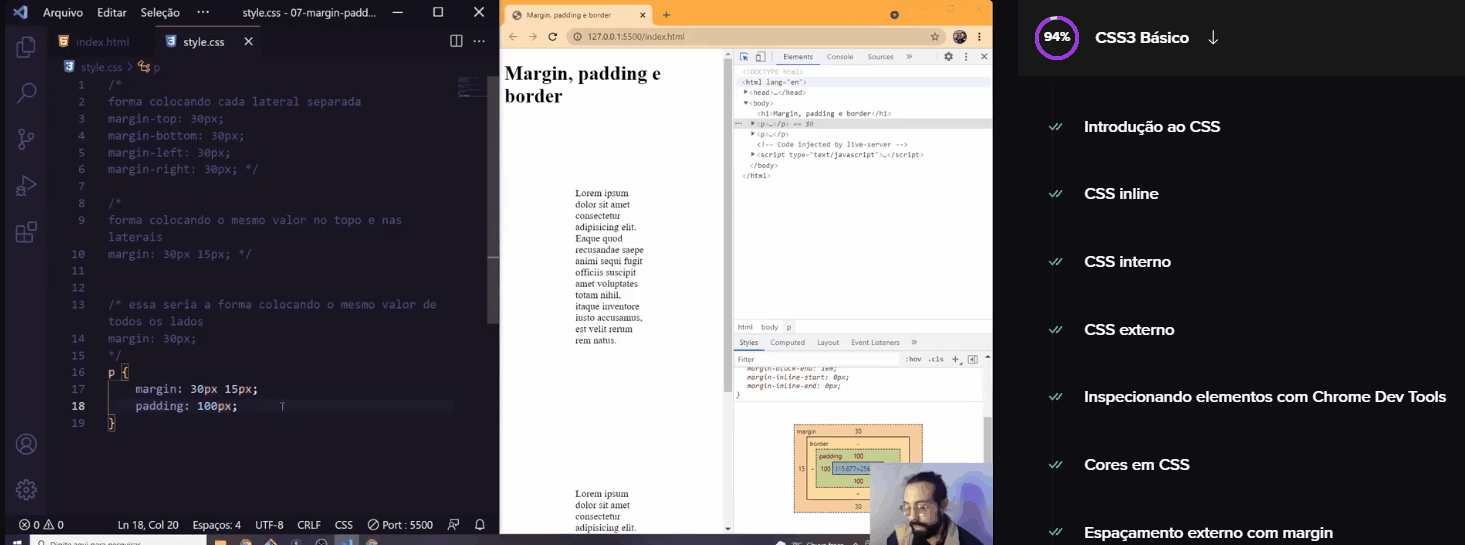 Arquivo Editar Seleção ··· style.css - 07-margin-padd...
index.html style.css
style.css > p
1 /*
2 forma colocando cada lateral separada
3 margin-top: 30px;
4 margin-bottom: 30px;
5 margin-left: 30px;
6 margin-right: 30px; */
7
8 /*
9 forma colocando o mesmo valor no topo e nas
laterais
10 margin: 30px 15px; */
11
12
13 /* essa seria a forma colocando o mesmo valor de
todos os lados
14 margin: 30px;
15 */
16 p {
17 margin: 30px 15px;
18 padding: 100px;
19 }
0 0 Ln 18, Col 20 Espaços: 4 UTF-8 CRLF CSS Port : 5500
Digite aqui para pesquisar
Margin, padding e border
127.0.0.1:5500/index.html
Margin, padding e
border
Lorem ipsum
dolor sit amet
consectetur
adipisicing elit.
Eaque quod
recusandae saepe
animi sequi fugit
officiis suscipit
amet voluptates
totam nihil,
itaque inventore
iusto accusamus,
est velit rerum
rem natus.
Lorem ipsum
dolor sit amet
consectetur
adipisicing elit.
Elements Console Sources »
<!DOCTYPE html>
<html lang="en">
<head>…</head>
<body>
<h1>Margin, padding e border</h1>
<p>…</p> == $0
<p>…</p>
<!-- Code injected by live-server -->
<script type="text/javascript">…</script>
</body>
</html>
html body p
Styles Computed Layout Event Listeners »
Filter :hov .cls +
margin-block-end: 1em;
margin-inline-start: 0px;
margin-inline-end: 0px;
}
margin 30
border -
padding 100
15 - 100
100
-
30
94% CSS3 Básico ↓
Introdução ao CSS
CSS inline
CSS interno
CSS externo
Inspecionando elementos com Chrome Dev Tools
Cores em CSS
Espaçamento externo com margin